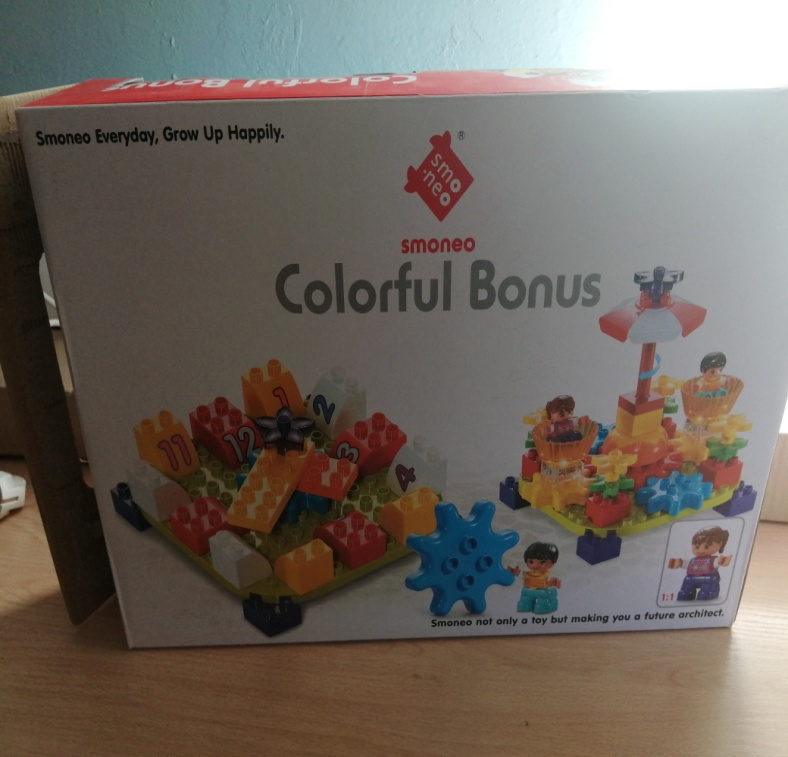 Colorful Bonus
Smoneo Everyday, Grow Up Happily.
®
smo
neo
smoneo
Colorful Bonus
1
2
11
12
3
4
1:1
Smoneo not only a toy but making you a future architect.